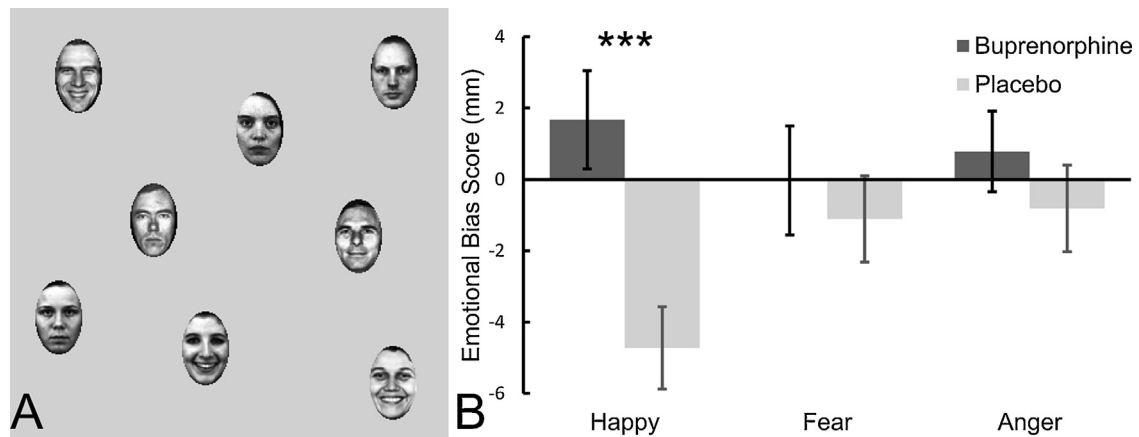 A
B
Emotional Bias Score (mm)
4
2
0
-2
-4
-6
***
Buprenorphine
Placebo
Happy
Fear
Anger